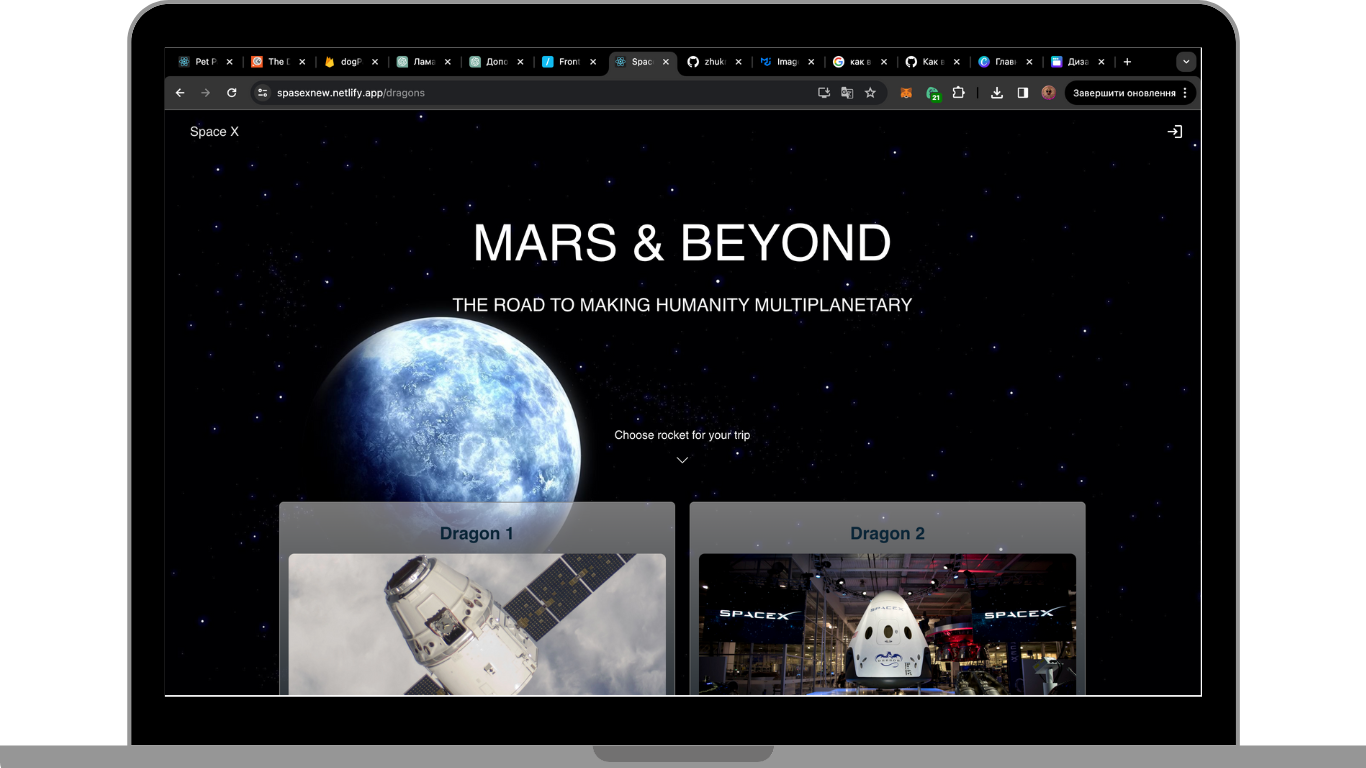 Pet P
The D
dogP
Лама
Допо
Front
Spac
zhuk
Imag
как в
Как в
Главн
Диза
spasexnew.netlify.app/dragons
21
Завершити оновлення
Space X
MARS & BEYOND
THE ROAD TO MAKING HUMANITY MULTIPLANETARY
Choose rocket for your trip
Dragon 1
Dragon 2
SPACEX
SPACEX
SPACEX